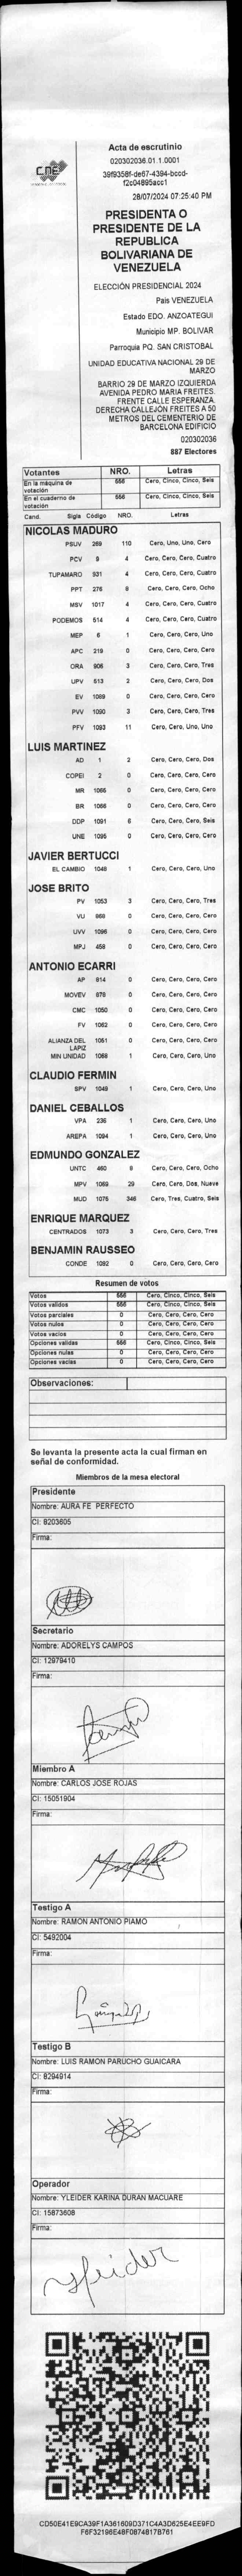 CNE
Acta de escrutinio
020302036.01.1.0001
39f9358f-de67-4394-bccd-
f2c04895acc1
28/07/2024 07:25:40 PM
PRESIDENTA O
PRESIDENTE DE LA
REPUBLICA
BOLIVARIANA DE
VENEZUELA
ELECCIÓN PRESIDENCIAL 2024
País VENEZUELA
Estado EDO. ANZOATEGUI
Municipio MP. BOLIVAR
Parroquia PQ. SAN CRISTOBAL
UNIDAD EDUCATIVA NACIONAL 29 DE
MARZO
BARRIO 29 DE MARZO IZQUIERDA
AVENIDA PEDRO MARIA FREITES.
FRENTE CALLE ESPERANZA.
DERECHA CALLEJÓN FREITES A 50
METROS DEL CEMENTERIO DE
BARCELONA EDIFICIO
020302036
887 Electores
Votantes NRO. Letras
En la máquina de votación 556 Cero, Cinco, Cinco, Seis
En el cuaderno de votación 556 Cero, Cinco, Cinco, Seis
Cand. Sigla Código NRO. Letras
NICOLAS MADURO
PSUV 269 110 Cero, Uno, Uno, Cero
PCV 9 4 Cero, Cero, Cero, Cuatro
TUPAMARO 931 4 Cero, Cero, Cero, Cuatro
PPT 276 8 Cero, Cero, Cero, Ocho
MSV 1017 4 Cero, Cero, Cero, Cuatro
PODEMOS 514 4 Cero, Cero, Cero, Cuatro
MEP 6 1 Cero, Cero, Cero, Uno
APC 219 0 Cero, Cero, Cero, Cero
ORA 906 3 Cero, Cero, Cero, Tres
UPV 613 2 Cero, Cero, Cero, Dos
EV 1089 0 Cero, Cero, Cero, Cero
PVV 1090 3 Cero, Cero, Cero, Tres
PFV 1093 11 Cero, Cero, Uno, Uno
LUIS MARTINEZ
AD 1 2 Cero, Cero, Cero, Dos
COPEI 2 0 Cero, Cero, Cero, Cero
MR 1065 0 Cero, Cero, Cero, Cero
BR 1066 0 Cero, Cero, Cero, Cero
DDP 1091 6 Cero, Cero, Cero, Seis
UNE 1095 0 Cero, Cero, Cero, Cero
JAVIER BERTUCCI
EL CAMBIO 1048 1 Cero, Cero, Cero, Uno
JOSE BRITO
PV 1053 3 Cero, Cero, Cero, Tres
VU 968 0 Cero, Cero, Cero, Cero
UVV 1096 0 Cero, Cero, Cero, Cero
MPJ 458 0 Cero, Cero, Cero, Cero
ANTONIO ECARRI
AP 814 0 Cero, Cero, Cero, Cero
MOVEV 979 0 Cero, Cero, Cero, Cero
CMC 1050 0 Cero, Cero, Cero, Cero
FV 1062 0 Cero, Cero, Cero, Cero
ALIANZA DEL LAPIZ 1051 0 Cero, Cero, Cero, Cero
MIN UNIDAD 1068 1 Cero, Cero, Cero, Uno
CLAUDIO FERMIN
SPV 1049 1 Cero, Cero, Cero, Uno
DANIEL CEBALLOS
VPA 236 1 Cero, Cero, Cero, Uno
AREPA 1094 1 Cero, Cero, Cero, Uno
EDMUNDO GONZALEZ
UNTC 460 8 Cero, Cero, Cero, Ocho
MPV 1069 29 Cero, Cero, Dos, Nueve
MUD 1075 346 Cero, Tres, Cuatro, Seis
ENRIQUE MARQUEZ
CENTRADOS 1073 3 Cero, Cero, Cero, Tres
BENJAMIN RAUSSEO
CONDE 1092 0 Cero, Cero, Cero, Cero
Resumen de votos
Votos 556 Cero, Cinco, Cinco, Seis
Votos validos 556 Cero, Cinco, Cinco, Seis
Votos parciales 0 Cero, Cero, Cero, Cero
Votos nulos 0 Cero, Cero, Cero, Cero
Votos vacios 0 Cero, Cero, Cero, Cero
Opciones validas 556 Cero, Cinco, Cinco, Seis
Opciones nulas 0 Cero, Cero, Cero, Cero
Opciones vacias 0 Cero, Cero, Cero, Cero
Observaciones:
Se levanta la presente acta la cual firman en
señal de conformidad.
Miembros de la mesa electoral
Presidente
Nombre: AURA FE PERFECTO
CI: 8203605
Firma:
Secretario
Nombre: ADORELYS CAMPOS
CI: 12979410
Firma:
Miembro A
Nombre: CARLOS JOSE ROJAS
CI: 15051904
Firma:
Testigo A
Nombre: RAMON ANTONIO PIAMO
CI: 5492004
Firma:
Testigo B
Nombre: LUIS RAMON PARUCHO GUAICARA
CI: 8294914
Firma:
Operador
Nombre: YLEIDER KARINA DURAN MACUARE
CI: 15873608
Firma:
Yleider
CD50E41E9CA39F1A361609D371C4A3D625E4EE9FD
F6F32196E48F0874817B761